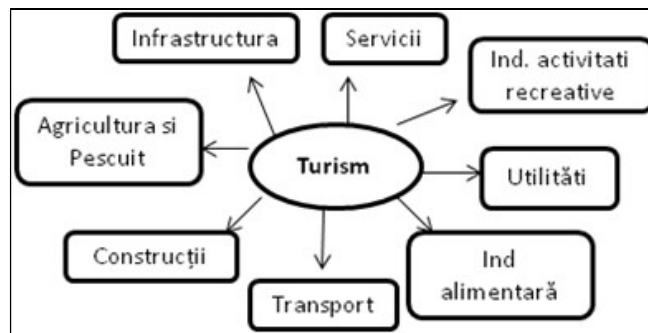 Infrastructura
Servicii
Ind. activitati
recreative
Agricultura si
Pescuit
Turism
Utilităti
Construcții
Ind
alimentară
Transport